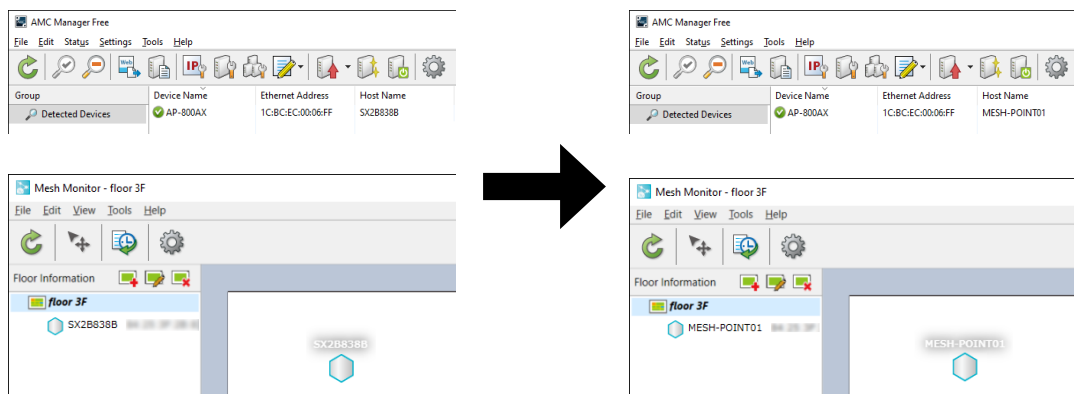 AMC Manager Free
File Edit Status Settings Tools Help
Web IP
Group Device Name Ethernet Address Host Name
Detected Devices AP-800AX 1C:BC:EC:00:06:FF SX2B838B
Mesh Monitor - floor 3F
File Edit View Tools Help
Floor Information
floor 3F
SX2B838B
SX2B838B
AMC Manager Free
File Edit Status Settings Tools Help
Web IP
Group Device Name Ethernet Address Host Name
Detected Devices AP-800AX 1C:BC:EC:00:06:FF MESH-POINT01
Mesh Monitor - floor 3F
File Edit View Tools Help
Floor Information
floor 3F
MESH-POINT01
MESH-POINT01